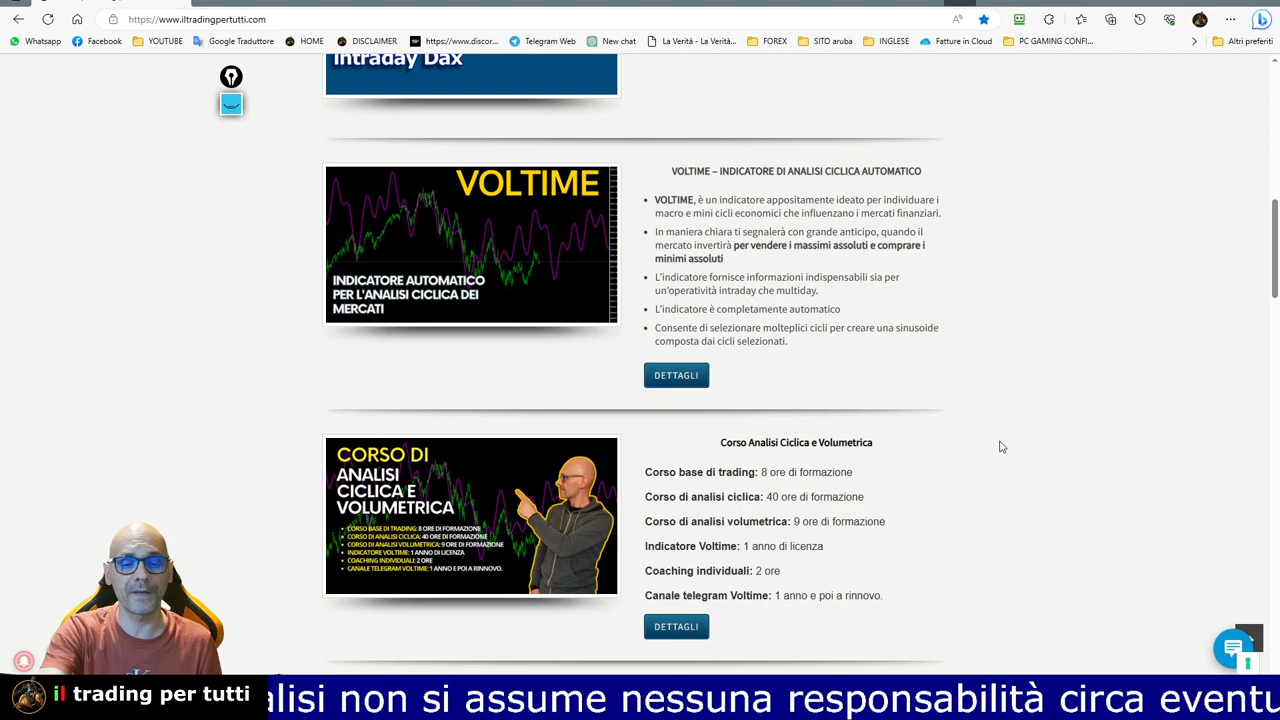 https://www.iltradingpertutti.com
Whatsapp
Facebook
YOUTUBE
Google Traduttore
HOME
DISCLAIMER
https://www.discor...
Telegram Web
New chat
La Verità - La Verità...
FOREX
SITO aruba
INGLESE
Fatture in Cloud
PC GAMING CONFI...
Altri preferiti
Intraday Dax
VOLTIME
INDICATORE AUTOMATICO
PER L'ANALISI CICLICA DEI
MERCATI
VOLTIME – INDICATORE DI ANALISI CICLICA AUTOMATICO
VOLTIME, è un indicatore appositamente ideato per individuare i
macro e mini cicli economici che influenzano i mercati finanziari.
In maniera chiara ti segnalerà con grande anticipo, quando il
mercato invertirà per vendere i massimi assoluti e comprare i
minimi assoluti
L'indicatore fornisce informazioni indispensabili sia per
un'operatività intraday che multiday.
L'indicatore è completamente automatico
Consente di selezionare molteplici cicli per creare una sinusoide
composta dai cicli selezionati.
DETTAGLI
CORSO DI
ANALISI
CICLICA E
VOLUMETRICA
CORSO BASE DI TRADING: 8 ORE DI FORMAZIONE
CORSO DI ANALISI CICLICA: 40 ORE DI FORMAZIONE
CORSO DI ANALISI VOLUMETRICA: 9 ORE DI FORMAZIONE
INDICATORE VOLTIME: 1 ANNO DI LICENZA
COACHING INDIVIDUALI: 2 ORE
CANALE TELEGRAM VOLTIME: 1 ANNO E POI A RINNOVO.
Corso Analisi Ciclica e Volumetrica
Corso base di trading: 8 ore di formazione
Corso di analisi ciclica: 40 ore di formazione
Corso di analisi volumetrica: 9 ore di formazione
Indicatore Voltime: 1 anno di licenza
Coaching individuali: 2 ore
Canale telegram Voltime: 1 anno e poi a rinnovo.
DETTAGLI
il trading per tutti
alisi non si assume nessuna responsabilità circa eventu